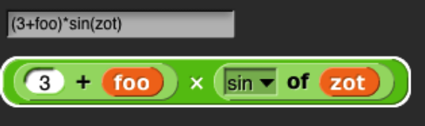 (3+foo)*sin(zot)
3 + foo × sin of zot